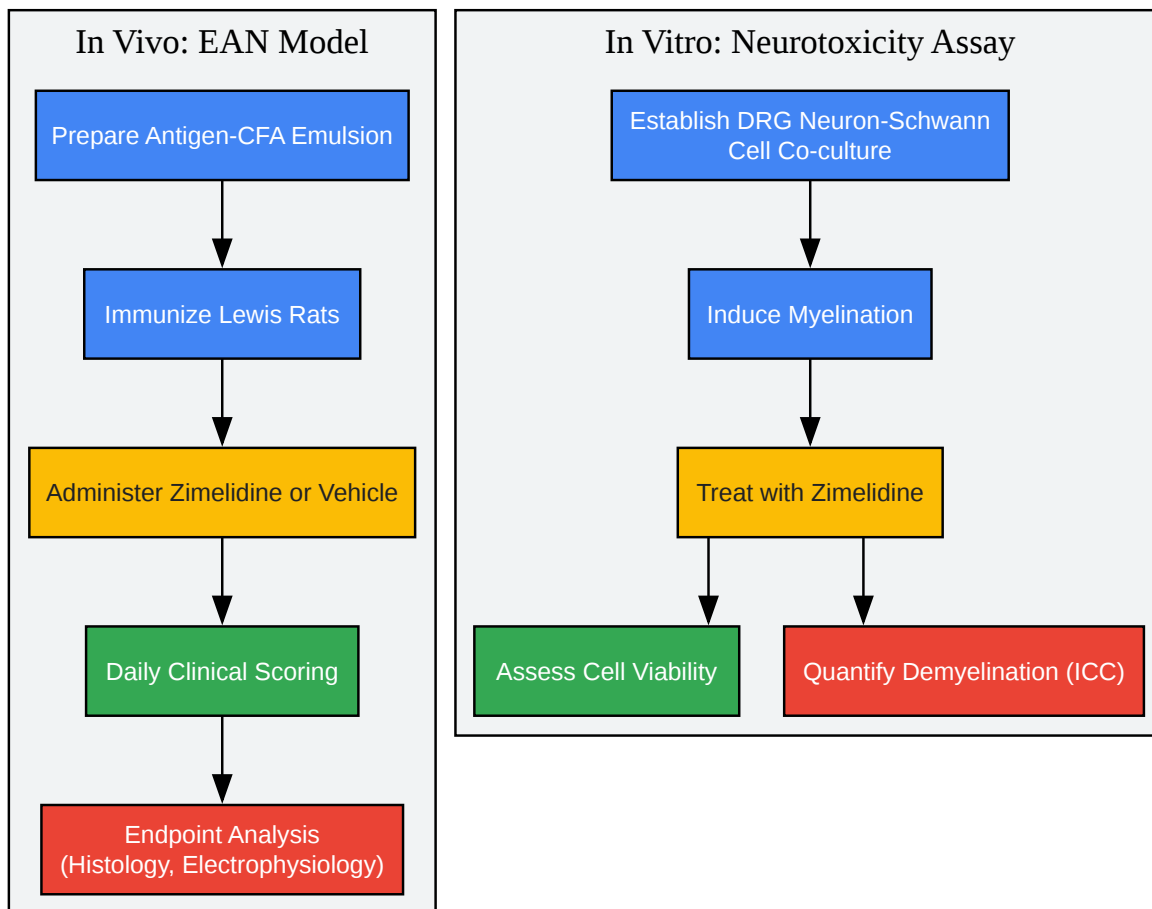 In Vivo: EAN Model
Prepare Antigen-CFA Emulsion
Immunize Lewis Rats
Administer Zimelidine or Vehicle
Daily Clinical Scoring
Endpoint Analysis
(Histology, Electrophysiology)
In Vitro: Neurotoxicity Assay
Establish DRG Neuron-Schwann
Cell Co-culture
Induce Myelination
Treat with Zimelidine
Assess Cell Viability
Quantify Demyelination (ICC)